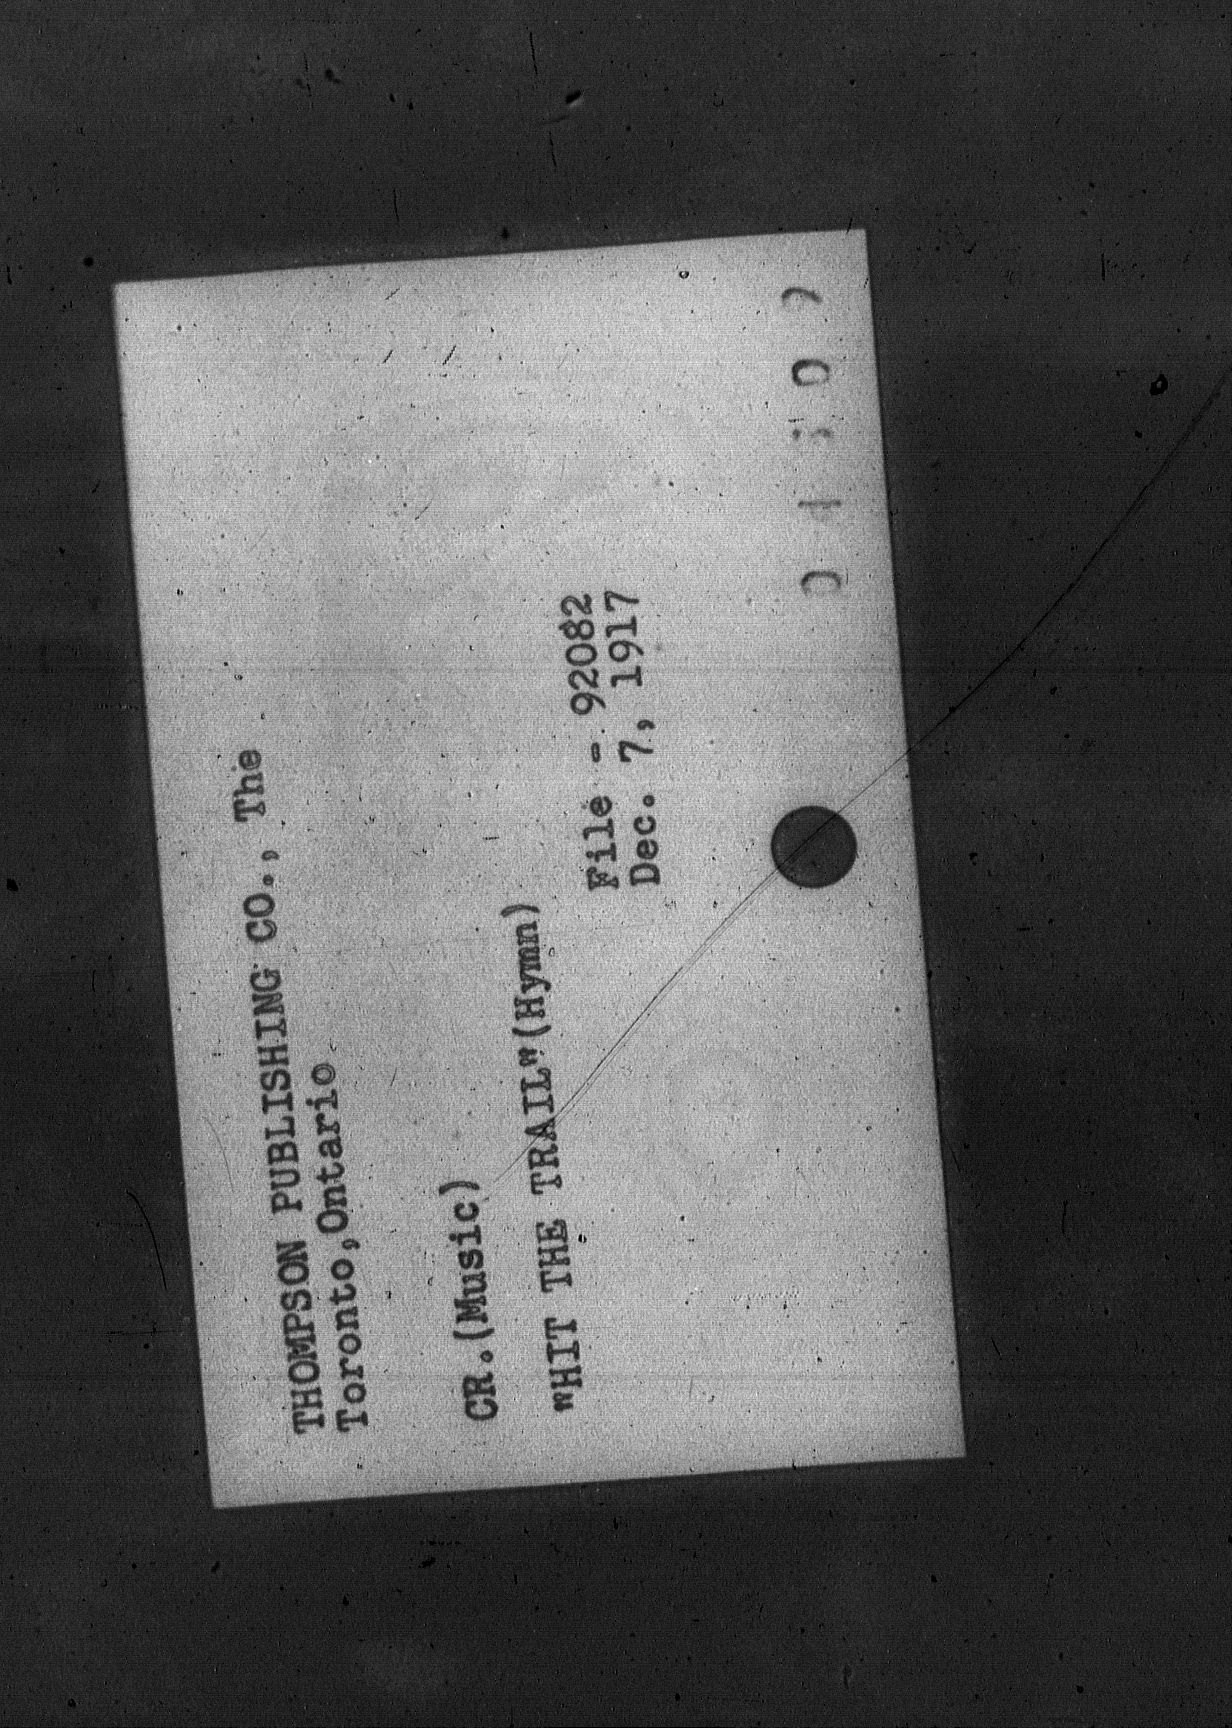 THOMPSON PUBLISHING CO., The
Toronto,Ontario
CR.(Music)
"HIT THE TRAIL"(Hymn)
File - 92082
Dec. 7, 1917